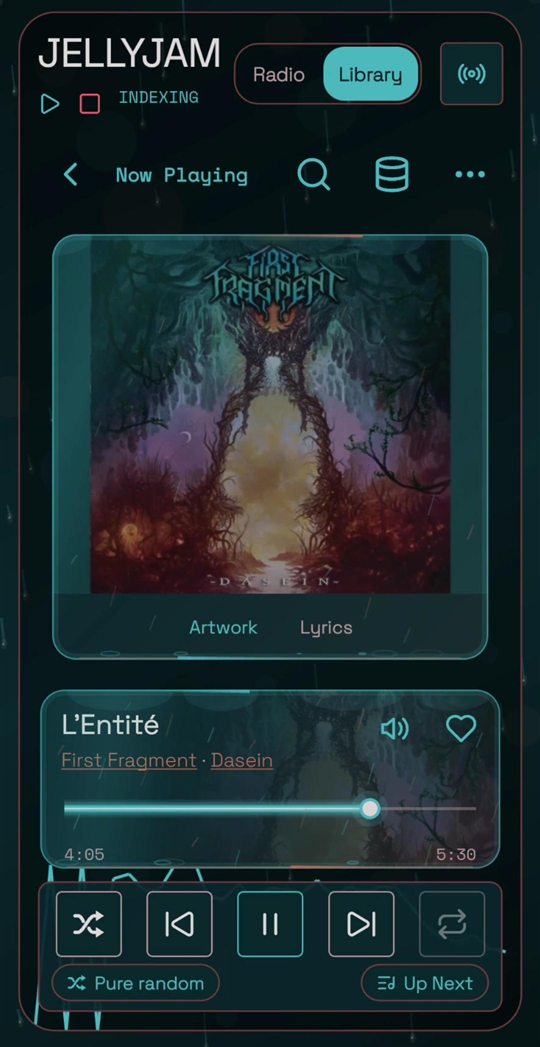 JELLYJAM
Radio
Library
INDEXING
Now Playing
FIRST
FRAGMENT
-DASEIN-
Artwork
Lyrics
L'Entité
First Fragment · Dasein
4:05
5:30
Pure random
Up Next